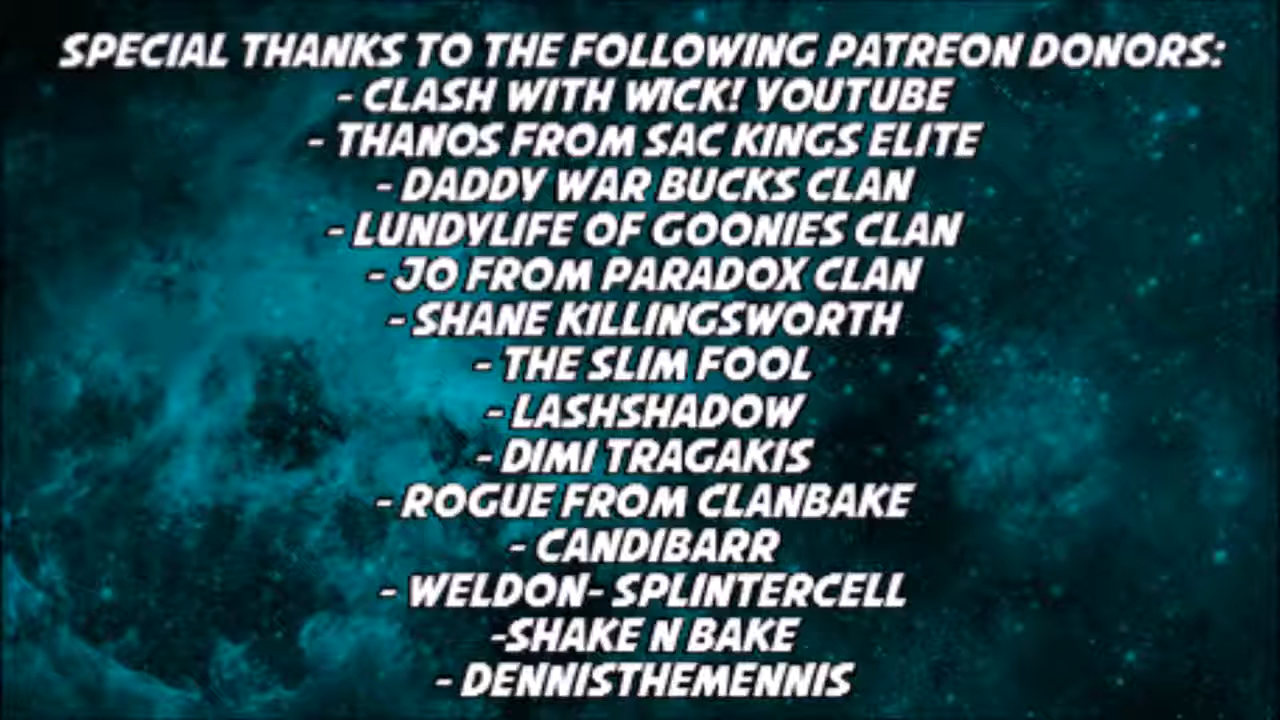 SPECIAL THANKS TO THE FOLLOWING PATREON DONORS:
- CLASH WITH WICK! YOUTUBE
- THANOS FROM SAC KINGS ELITE
- DADDY WAR BUCKS CLAN
- LUNDYLIFE OF GOONIES CLAN
- JO FROM PARADOX CLAN
- SHANE KILLINGSWORTH
- THE SLIM FOOL
- LASHSHADOW
- DIMI TRAGAKIS
- ROGUE FROM CLANBAKE
- CANDIBARR
- WELDON- SPLINTERCELL
-SHAKE N BAKE
- DENNISTHEMENNIS